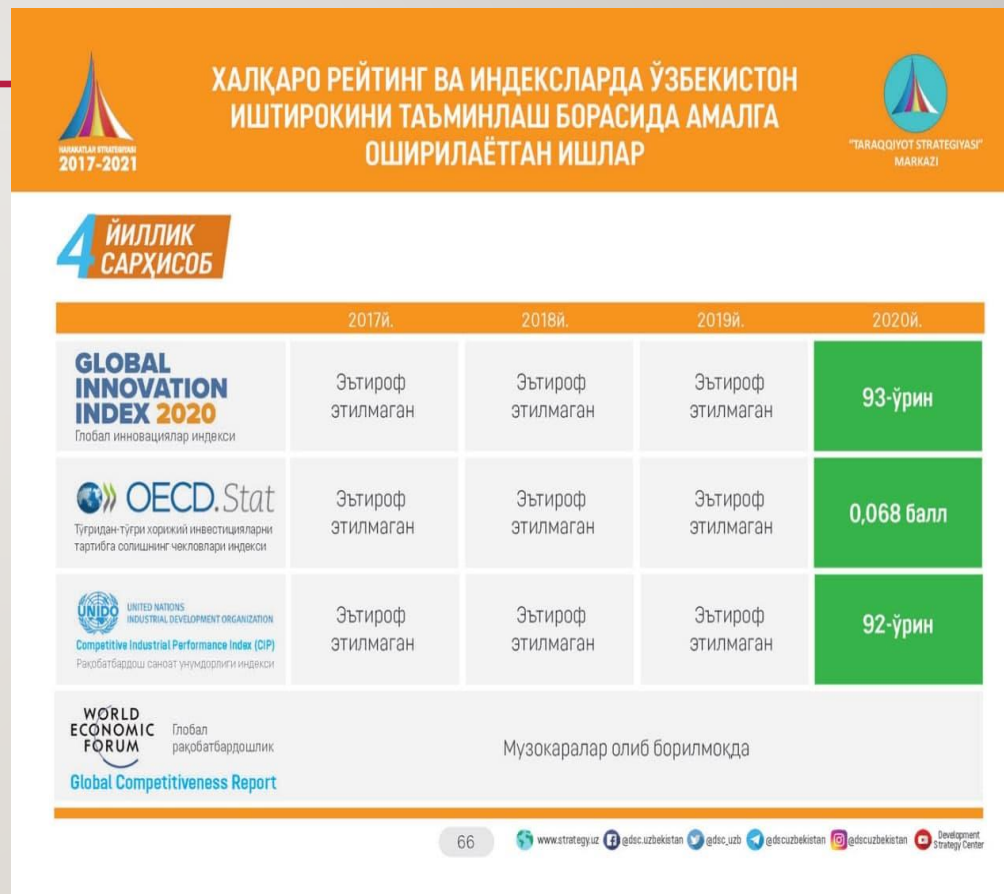 HARAKATLAR STRATEGIYASI
2017-2021
ХАЛҚАРО РЕЙТИНГ ВА ИНДЕКСЛАРДА ЎЗБЕКИСТОН
ИШТИРОКИНИ ТАЪМИНЛАШ БОРАСИДА АМАЛГА
ОШИРИЛАЁТГАН ИШЛАР
"TARAQQIYOT STRATEGIYASI"
MARKAZI
4 ЙИЛЛИК
САРҲИСОБ
2017й. 2018й. 2019й. 2020й.
GLOBAL
INNOVATION
INDEX 2020
Глобал инновациялар индекси
Эътироф
этилмаган
Эътироф
этилмаган
Эътироф
этилмаган
93-ўрин
OECD.Stat
Тўғридан-тўғри хорижий инвестицияларни
тартибга солишнинг чекловлари индекси
Эътироф
этилмаган
Эътироф
этилмаган
Эътироф
этилмаган
0,068 балл
UNIDO
UNITED NATIONS
INDUSTRIAL DEVELOPMENT ORGANIZATION
Competitive Industrial Performance Index (CIP)
Рақобатбардош саноат унумдорлиги индекси
Эътироф
этилмаган
Эътироф
этилмаган
Эътироф
этилмаган
92-ўрин
WORLD
ECONOMIC
FORUM
Глобал
рақобатбардошлик
Global Competitiveness Report
Музокаралар олиб борилмоқда
66 www.strategy.uz @dsc.uzbekistan @dsc_uzb @dscuzbekistan @dscuzbekistan Development
Strategy Center